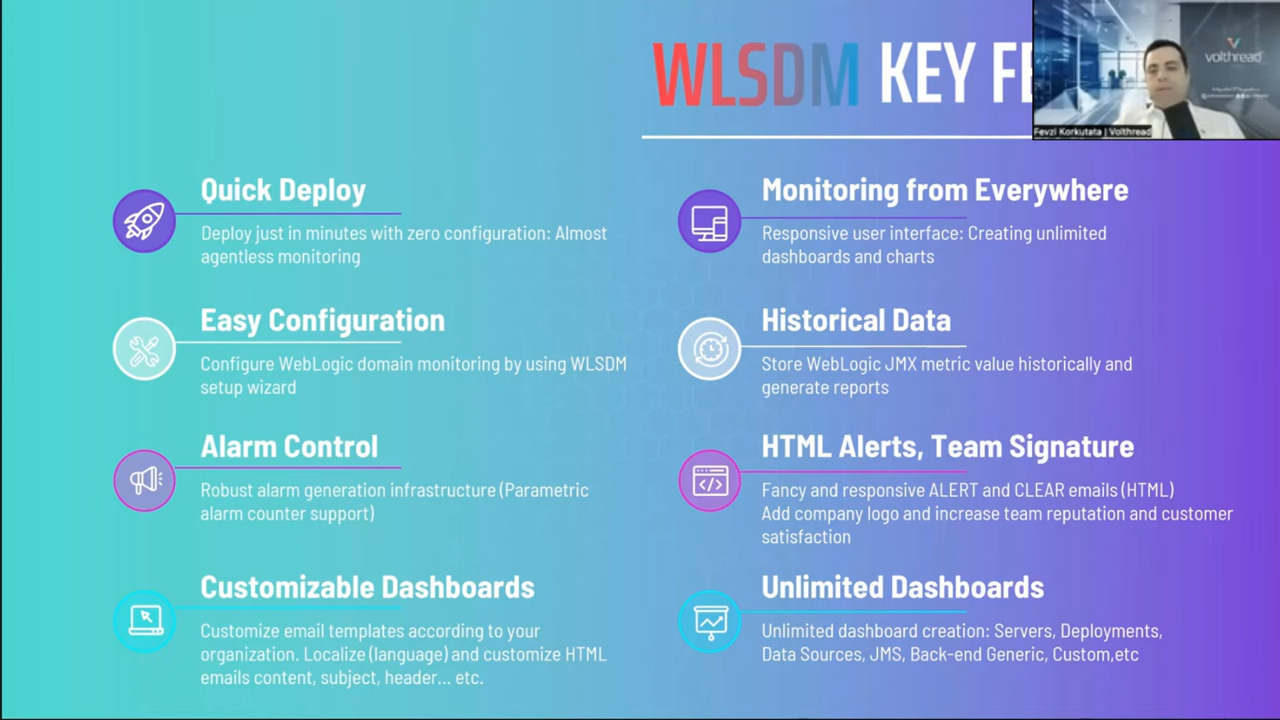 WLSDM KEY FE
volthread
Fevzi Korkutata | Volthread
Quick Deploy
Deploy just in minutes with zero configuration: Almost
agentless monitoring
Monitoring from Everywhere
Responsive user interface: Creating unlimited
dashboards and charts
Easy Configuration
Configure WebLogic domain monitoring by using WLSDM
setup wizard
Historical Data
Store WebLogic JMX metric value historically and
generate reports
Alarm Control
Robust alarm generation infrastructure (Parametric
alarm counter support)
HTML Alerts, Team Signature
Fancy and responsive ALERT and CLEAR emails (HTML)
Add company logo and increase team reputation and customer
satisfaction
Customizable Dashboards
Customize email templates according to your
organization. Localize (language) and customize HTML
emails content, subject, header... etc.
Unlimited Dashboards
Unlimited dashboard creation: Servers, Deployments,
Data Sources, JMS, Back-end Generic, Custom,etc